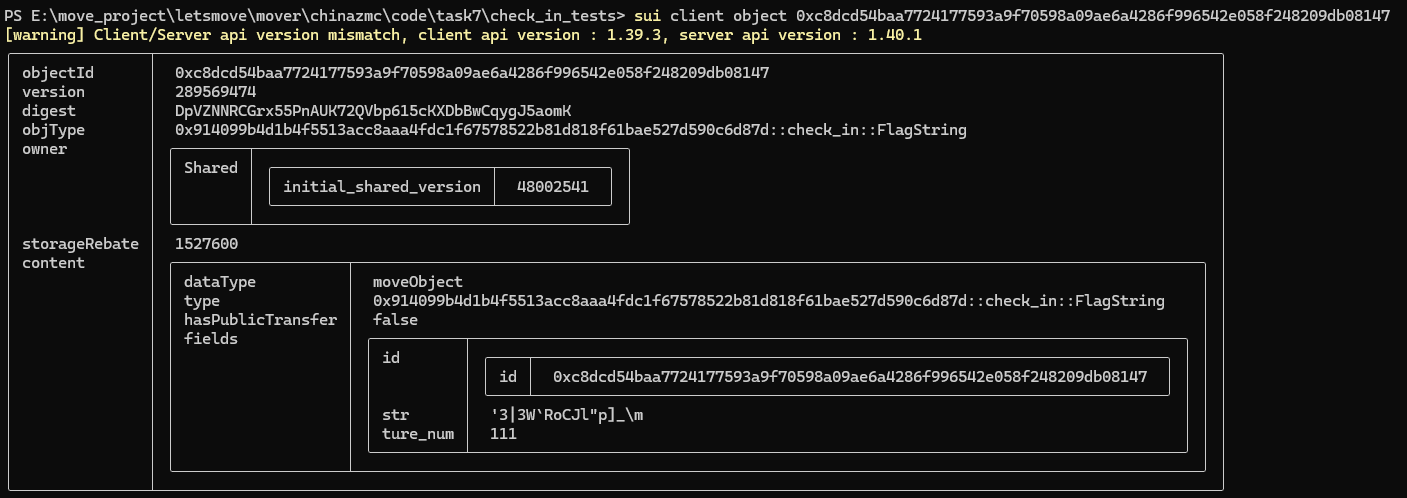 PS E:\move_project\letsmove\mover\chinazmc\code\task7\check_in_tests> sui client object 0xc8dcd54baa7724177593a9f70598a09ae6a4286f996542e058f248209db08147
[warning] Client/Server api version mismatch, client api version : 1.39.3, server api version : 1.40.1
objectId 0xc8dcd54baa7724177593a9f70598a09ae6a4286f996542e058f248209db08147
version 289569474
digest DpVZNNRCGrx55PnAUK72QVbp615cKXDbBwCqygJ5aomK
objType 0x914099b4d1b4f5513acc8aaa4fdc1f67578522b81d818f61bae527d590c6d87d::check_in::FlagString
owner
Shared
initial_shared_version 48002541
storageRebate 1527600
content
dataType moveObject
type 0x914099b4d1b4f5513acc8aaa4fdc1f67578522b81d818f61bae527d590c6d87d::check_in::FlagString
hasPublicTransfer false
fields
id
id 0xc8dcd54baa7724177593a9f70598a09ae6a4286f996542e058f248209db08147
str '3|3W`RoCJl"p]_\m
ture_num 111